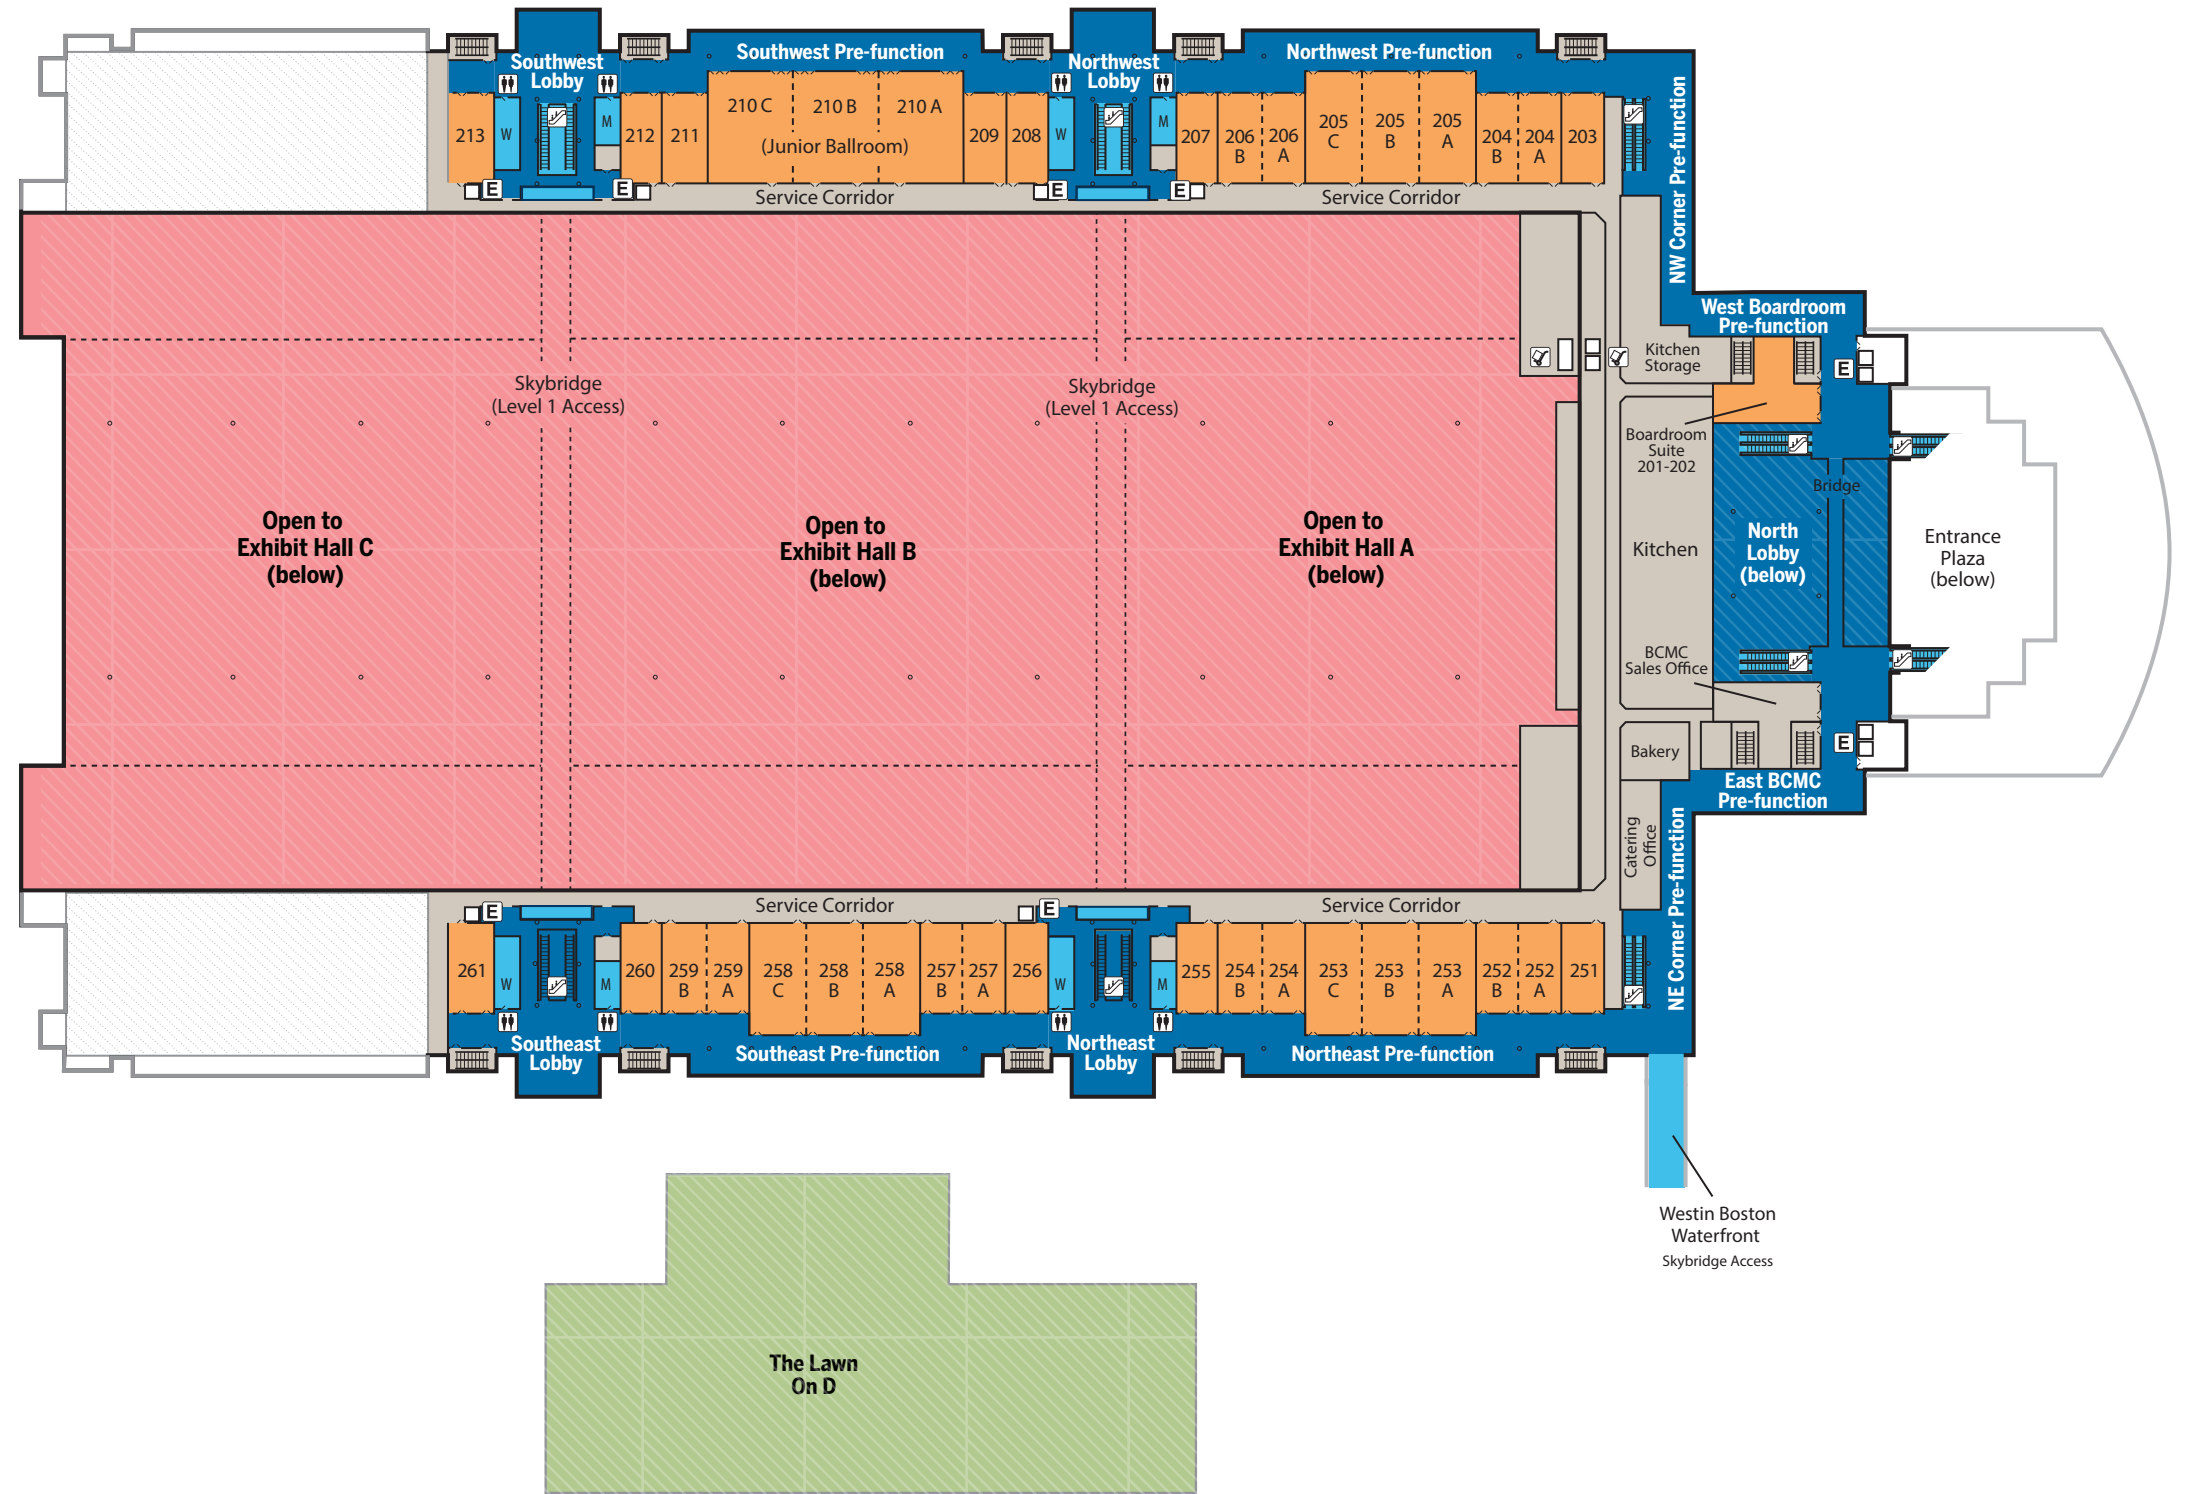 Southwest
Lobby
Southwest Pre-function
Northwest
Lobby
Northwest Pre-function
NW Corner Pre-function
213
W
M
212
211
210 C
210 B
210 A
(Junior Ballroom)
209
208
W
M
207
206
B
206
A
205
C
205
B
205
A
204
B
204
A
203
E
E
E
E
Service Corridor
Service Corridor
West Boardroom
Pre-function
Kitchen
Storage
E
Skybridge
(Level 1 Access)
Skybridge
(Level 1 Access)
Boardroom
Suite
201-202
Bridge
Open to
Exhibit Hall C
(below)
Open to
Exhibit Hall B
(below)
Open to
Exhibit Hall A
(below)
Kitchen
North
Lobby
(below)
Entrance
Plaza
(below)
BCMC
Sales Office
Bakery
E
East BCMC
Pre-function
Catering
Office
NE Corner Pre-function
E
E
Service Corridor
Service Corridor
261
W
M
260
259
B
259
A
258
C
258
B
258
A
257
B
257
A
256
W
M
255
254
B
254
A
253
C
253
B
253
A
252
B
252
A
251
Southeast
Lobby
Southeast Pre-function
Northeast
Lobby
Northeast Pre-function
Westin Boston
Waterfront
Skybridge Access
The Lawn
On D